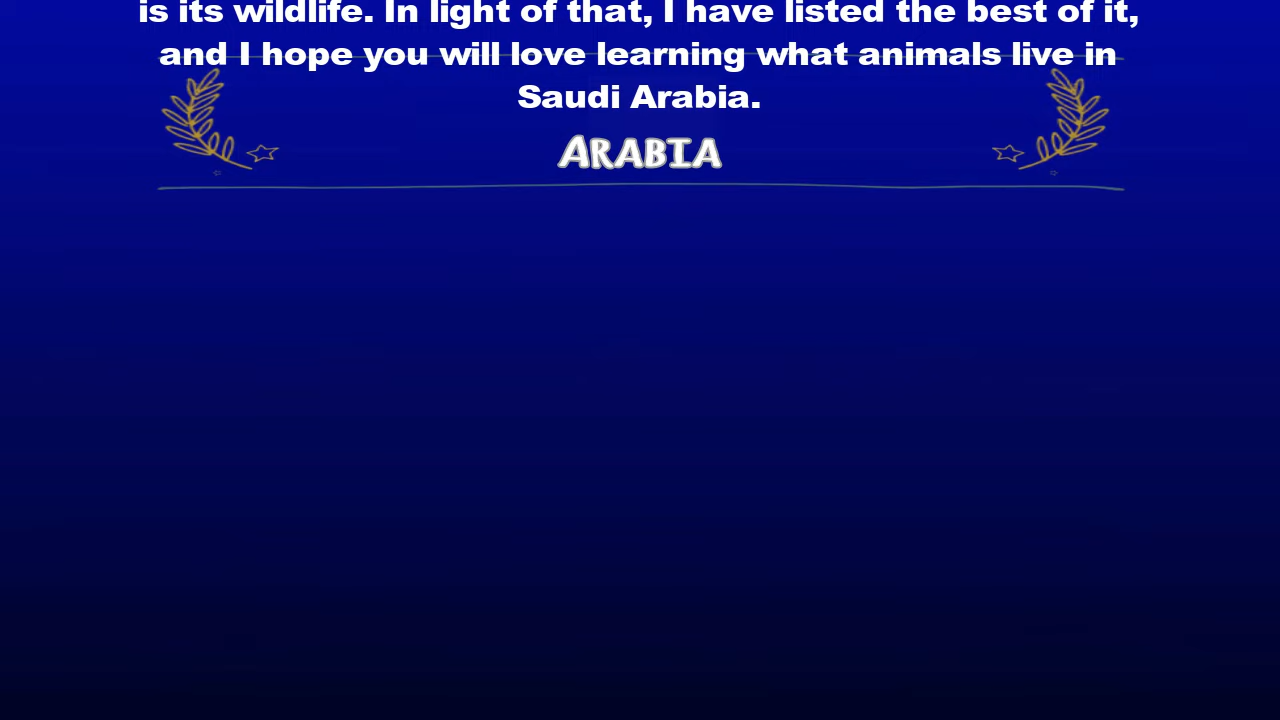 is its wildlife. In light of that, I have listed the best of it,
and I hope you will love learning what animals live in
Saudi Arabia.
ARABIA